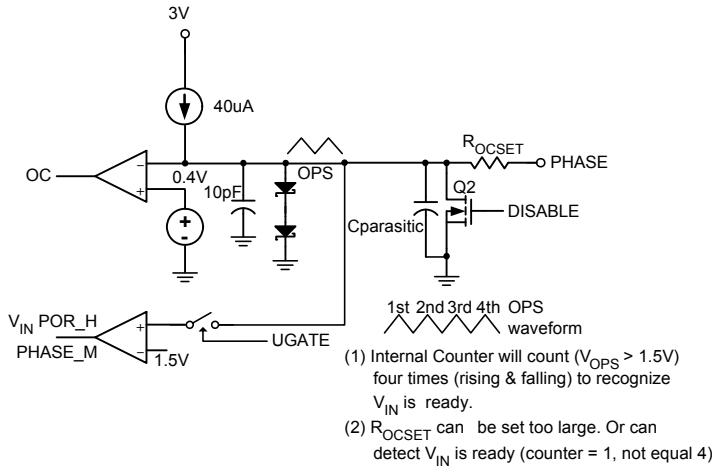 3V
40uA
R_OCSET
PHASE
OC
−
+
0.4V
10pF
OPS
Q2
Cparasitic
DISABLE
+
-
V_IN POR_H
PHASE_M
+
−
1.5V
UGATE
1st 2nd 3rd 4th OPS
waveform
(1) Internal Counter will count (V_OPS > 1.5V)
four times (rising & falling) to recognize
V_IN is ready.
(2) R_OCSET can be set too large. Or can
detect V_IN is ready (counter = 1, not equal 4)